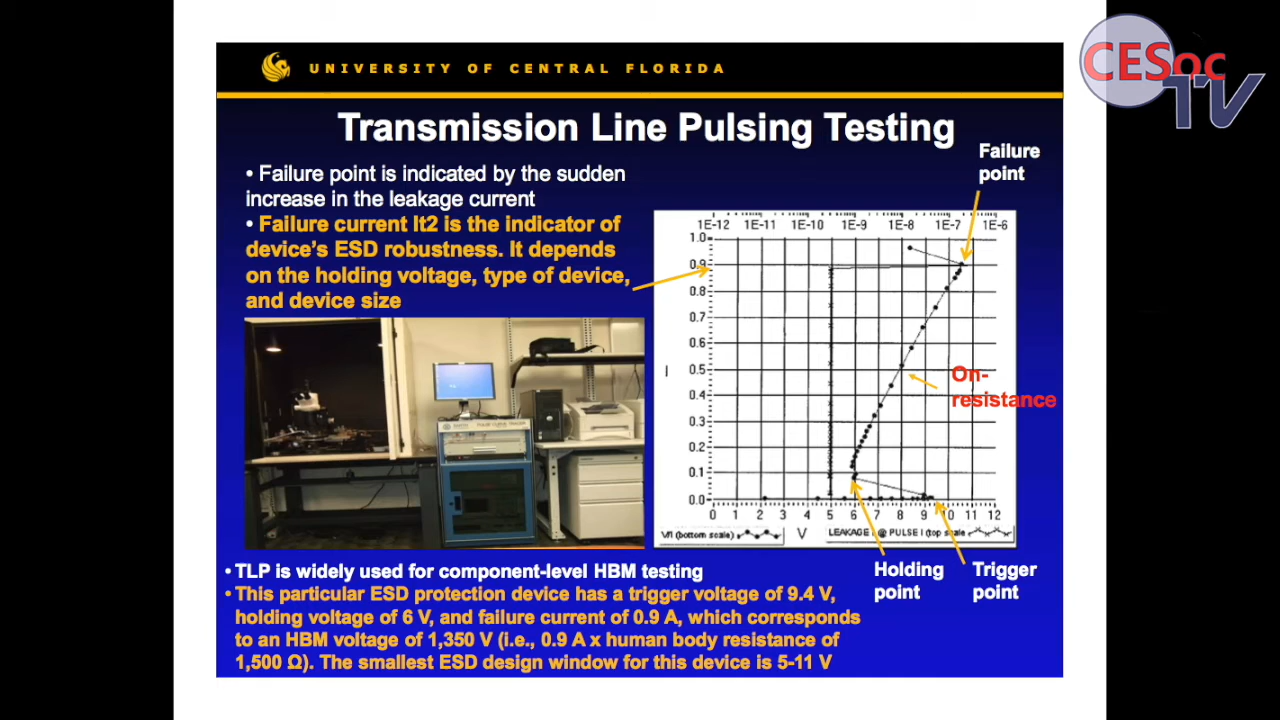 CESoc
TV
UNIVERSITY OF CENTRAL FLORIDA
Transmission Line Pulsing Testing
• Failure point is indicated by the sudden
increase in the leakage current
• Failure current It2 is the indicator of
device's ESD robustness. It depends
on the holding voltage, type of device,
and device size
Failure
point
1E-12 1E-11 1E-10 1E-9 1E-8 1E-7 1E-6
1.0
0.9
0.8
0.7
0.6
0.5
0.4
0.3
0.2
0.1
0.0
I
On-
resistance
0 1 2 3 4 5 6 7 8 9 10 11 12
V/I (bottom scale)
V
LEAKAGE I @ PULSE I (top scale)
Holding
point
Trigger
point
• TLP is widely used for component-level HBM testing
• This particular ESD protection device has a trigger voltage of 9.4 V,
holding voltage of 6 V, and failure current of 0.9 A, which corresponds
to an HBM voltage of 1,350 V (i.e., 0.9 A x human body resistance of
1,500 Ω). The smallest ESD design window for this device is 5-11 V